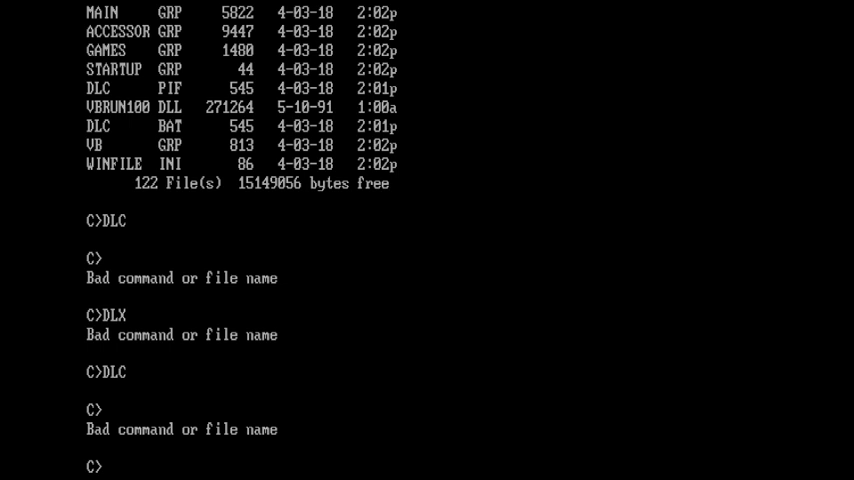 MAIN     GRP     5822   4-03-18   2:02p
ACCESSOR GRP     9447   4-03-18   2:02p
GAMES    GRP     1480   4-03-18   2:02p
STARTUP  GRP       44   4-03-18   2:02p
DLC      PIF      545   4-03-18   2:01p
VBRUN100 DLL   271264   5-10-91   1:00a
DLC      BAT      545   4-03-18   2:01p
VB       GRP      813   4-03-18   2:02p
WINFILE  INI       86   4-03-18   2:02p
122 File(s)  15149056 bytes free
C>DLC
C>
Bad command or file name
C>DLX
Bad command or file name
C>DLC
C>
Bad command or file name
C>